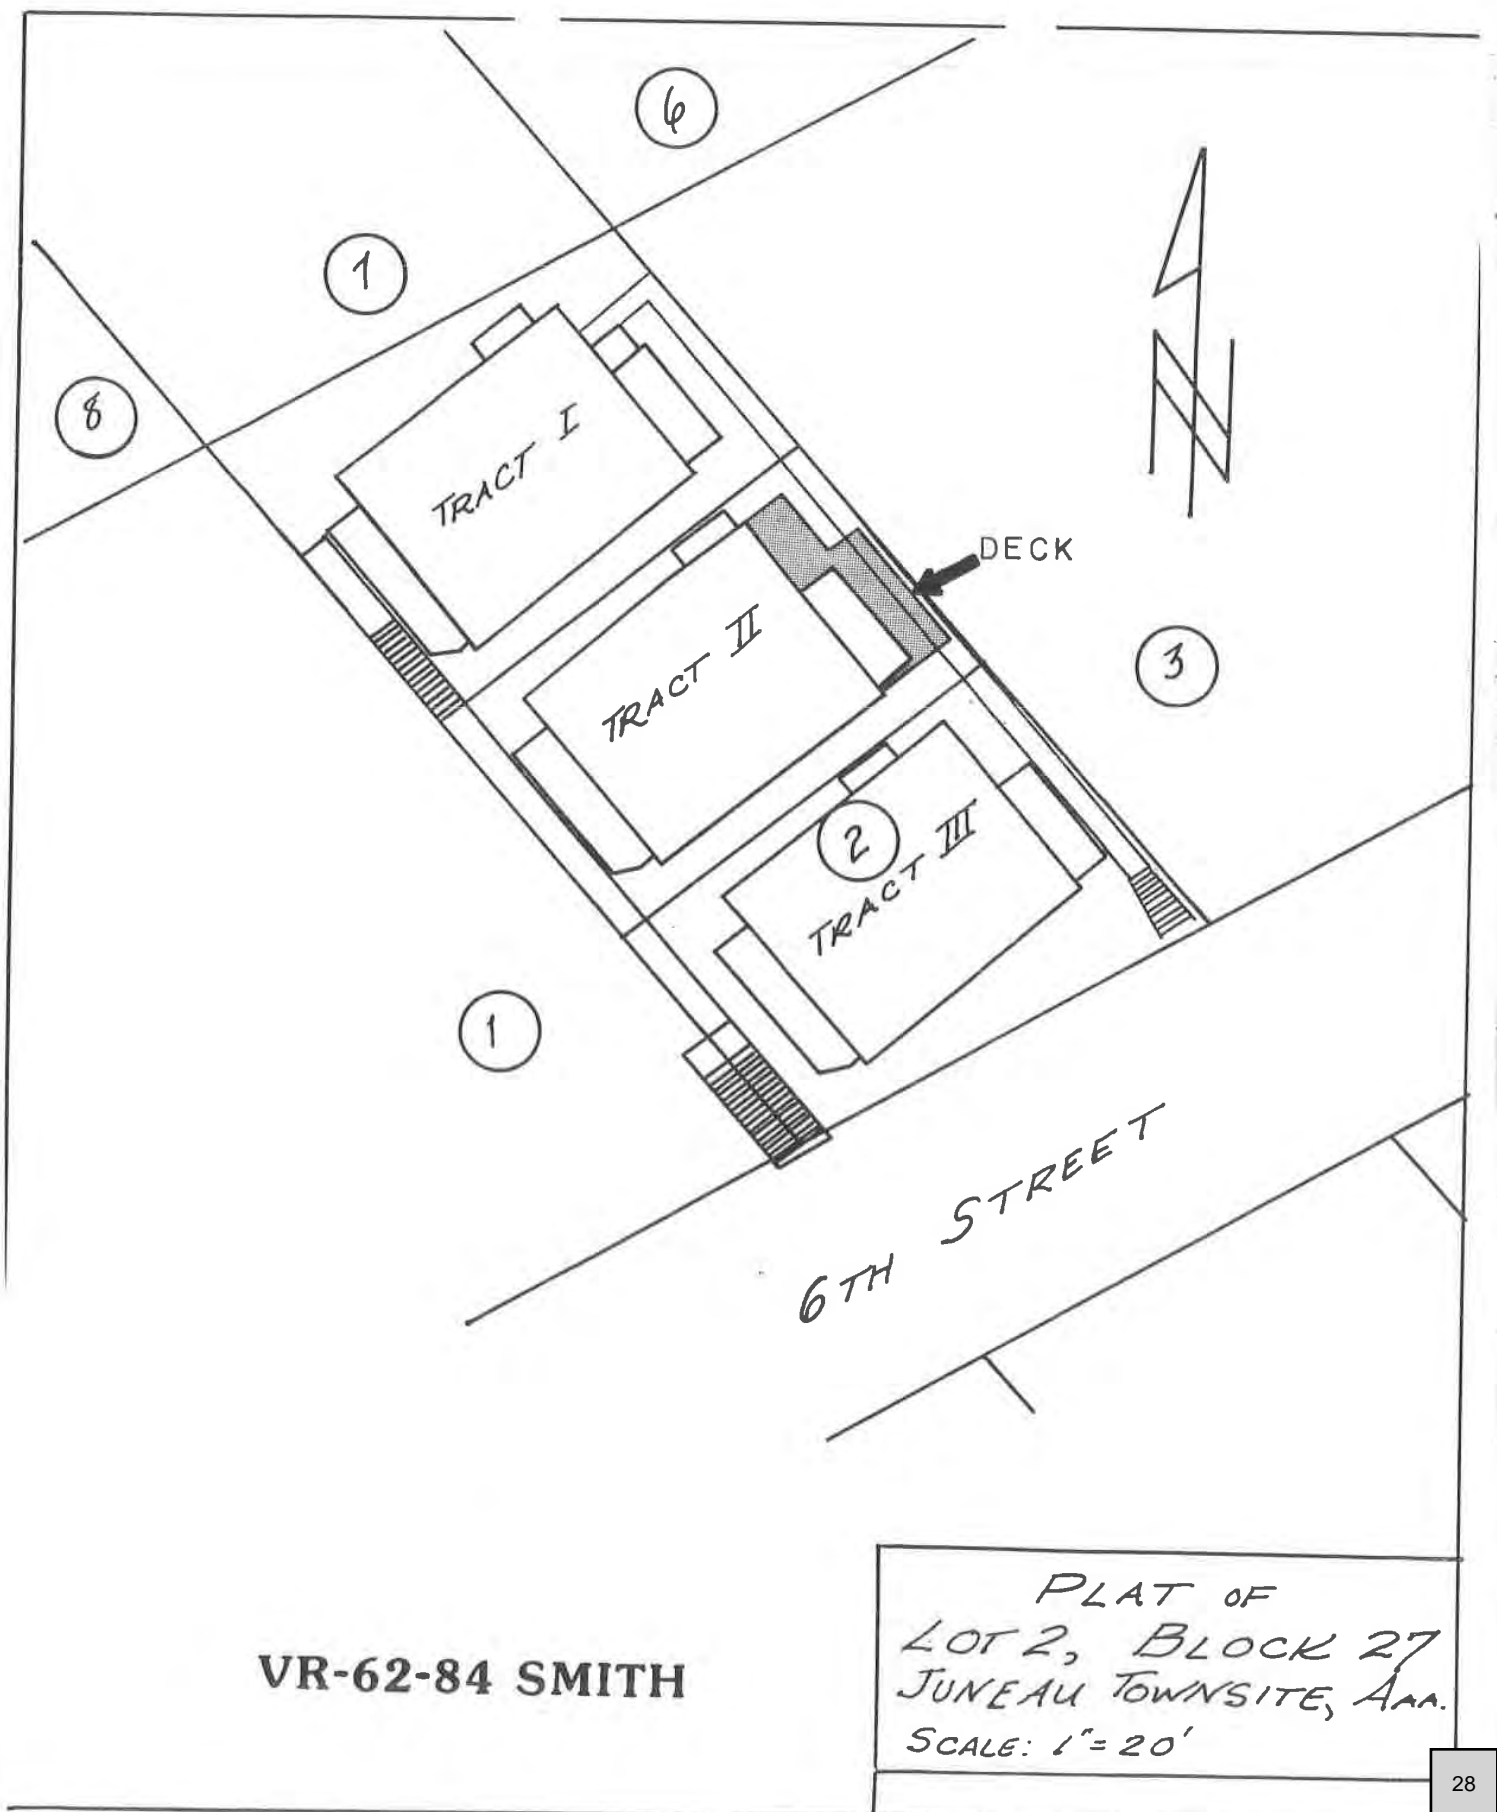 6
7
8
TRACT I
DECK
TRACT II
3
2
TRACT III
1
6TH STREET
N
PLAT OF
LOT 2, BLOCK 27
JUNEAU TOWNSITE, AAA.
SCALE: 1"=20'
VR-62-84 SMITH
28